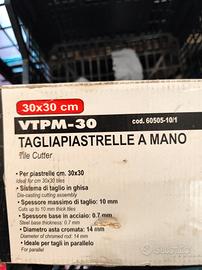 30x30 cm
VTPM-30
cod. 60505-10/1
TAGLIAPIASTRELLE A MANO
Tile Cutter
• Per piastrelle cm. 30x30
Ideal for cm 30x30 tiles
• Sistema di taglio in ghisa
Die-casting cutting assembly
• Spessore massimo di taglio: 10 mm
Cuts up to 10 mm thick tiles
• Spessore base in acciaio: 0.7 mm
Steel base thickness: 0.7 mm
• Diametro asta cromata: 14 mm
Diameter of chromed rod: 14 mm
• Ideale per tagli in parallelo
For parallel
subito